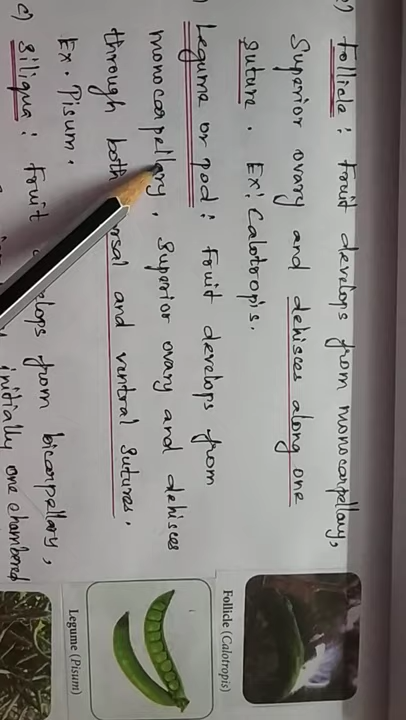 Follicle : Fruit develops from monocarpellary,
Superior ovary and dehisces along one
suture. Ex: Calotropis.
Legume or pod : Fruit develops from
monocarpellary, Superior ovary and dehisces
through both and ventral sutures.
Ex. Pisum.
c) Siliqua : Fruit from bicarpellary,
initially one chambered
Follicle (Calotropis)
Legume (Pisum)